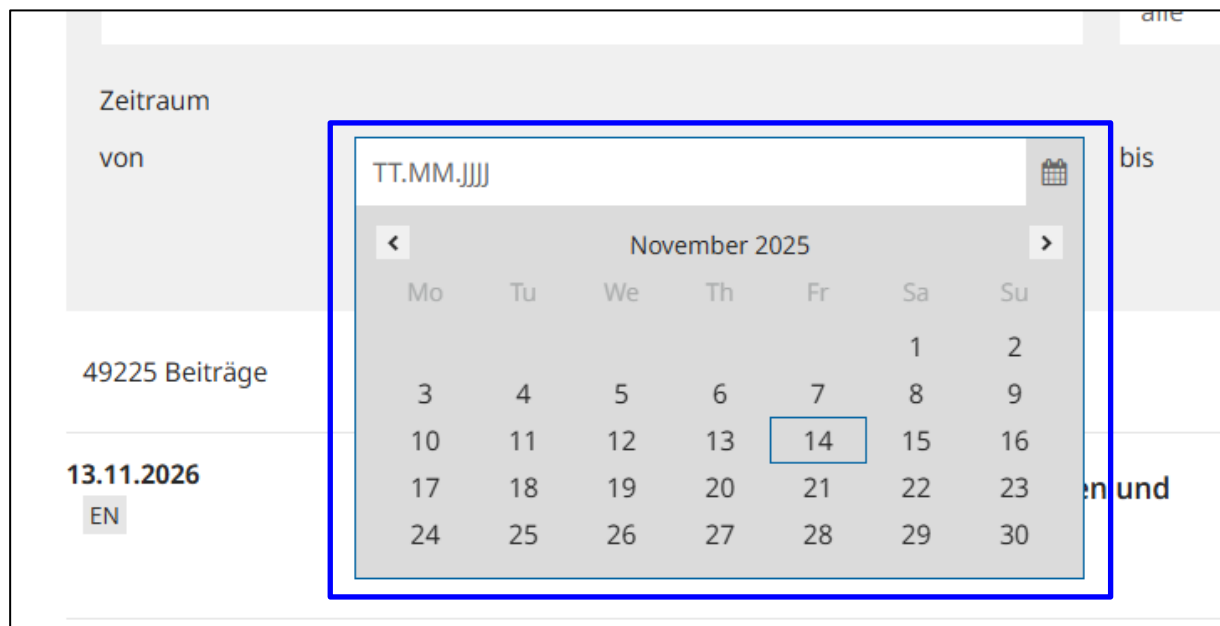 alle
Zeitraum
von
TT.MM.JJJJ
bis
November 2025
Mo Tu We Th Fr Sa Su
1 2
3 4 5 6 7 8 9
10 11 12 13 14 15 16
17 18 19 20 21 22 23
24 25 26 27 28 29 30
49225 Beiträge
13.11.2026
en und
EN